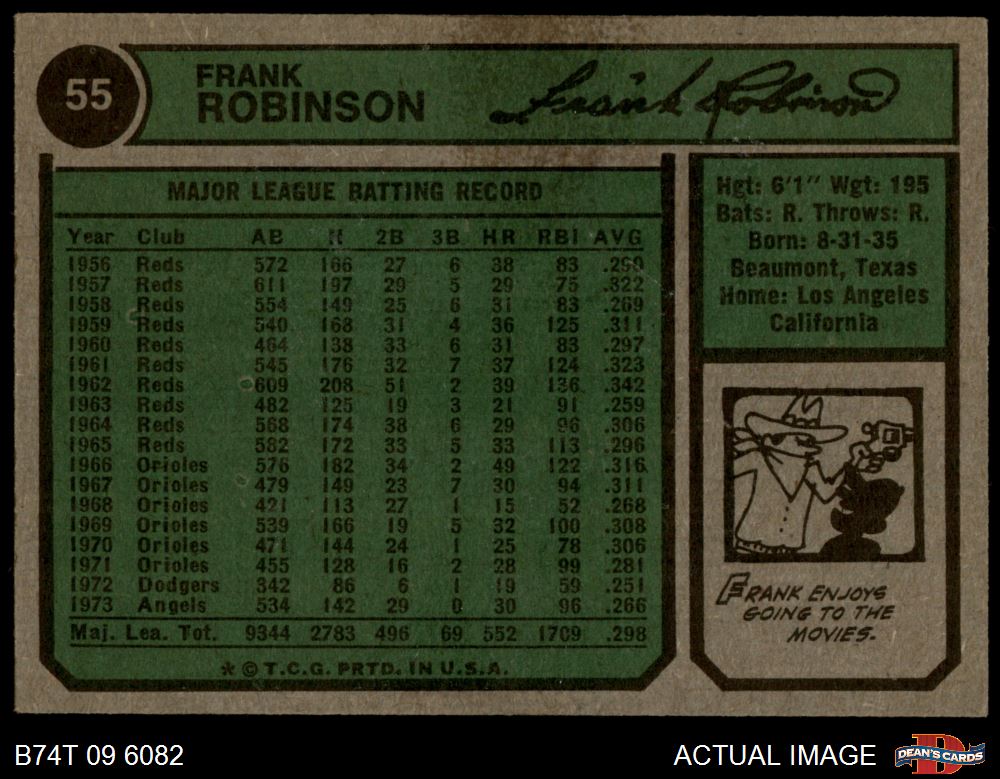 55
FRANK
ROBINSON
Frank Robinson
MAJOR LEAGUE BATTING RECORD
Year Club AB H 2B 3B HR RBI AVG
1956 Reds 572 166 27 6 38 83 .290
1957 Reds 611 197 29 5 29 75 .322
1958 Reds 554 149 25 6 31 83 .269
1959 Reds 540 168 31 4 36 125 .311
1960 Reds 464 138 33 6 31 83 .297
1961 Reds 545 176 32 7 37 124 .323
1962 Reds 609 208 51 2 39 136 .342
1963 Reds 482 125 19 3 21 91 .259
1964 Reds 568 174 38 6 29 96 .306
1965 Reds 582 172 33 5 33 113 .296
1966 Orioles 576 182 34 2 49 122 .316
1967 Orioles 479 149 23 7 30 94 .311
1968 Orioles 421 113 27 1 15 52 .268
1969 Orioles 539 166 19 5 32 100 .308
1970 Orioles 471 144 24 1 25 78 .306
1971 Orioles 455 128 16 2 28 99 .281
1972 Dodgers 342 86 6 1 19 59 .251
1973 Angels 534 142 29 0 30 96 .266
Maj. Lea. Tot. 9344 2783 496 69 552 1709 .298
* © T.C.G. PRTD. IN U.S.A.
Hgt: 6'1" Wgt: 195
Bats: R. Throws: R.
Born: 8-31-35
Beaumont, Texas
Home: Los Angeles
California
FRANK ENJOYS
GOING TO THE
MOVIES.
B74T 09 6082
ACTUAL IMAGE
D
DEAN'S CARDS